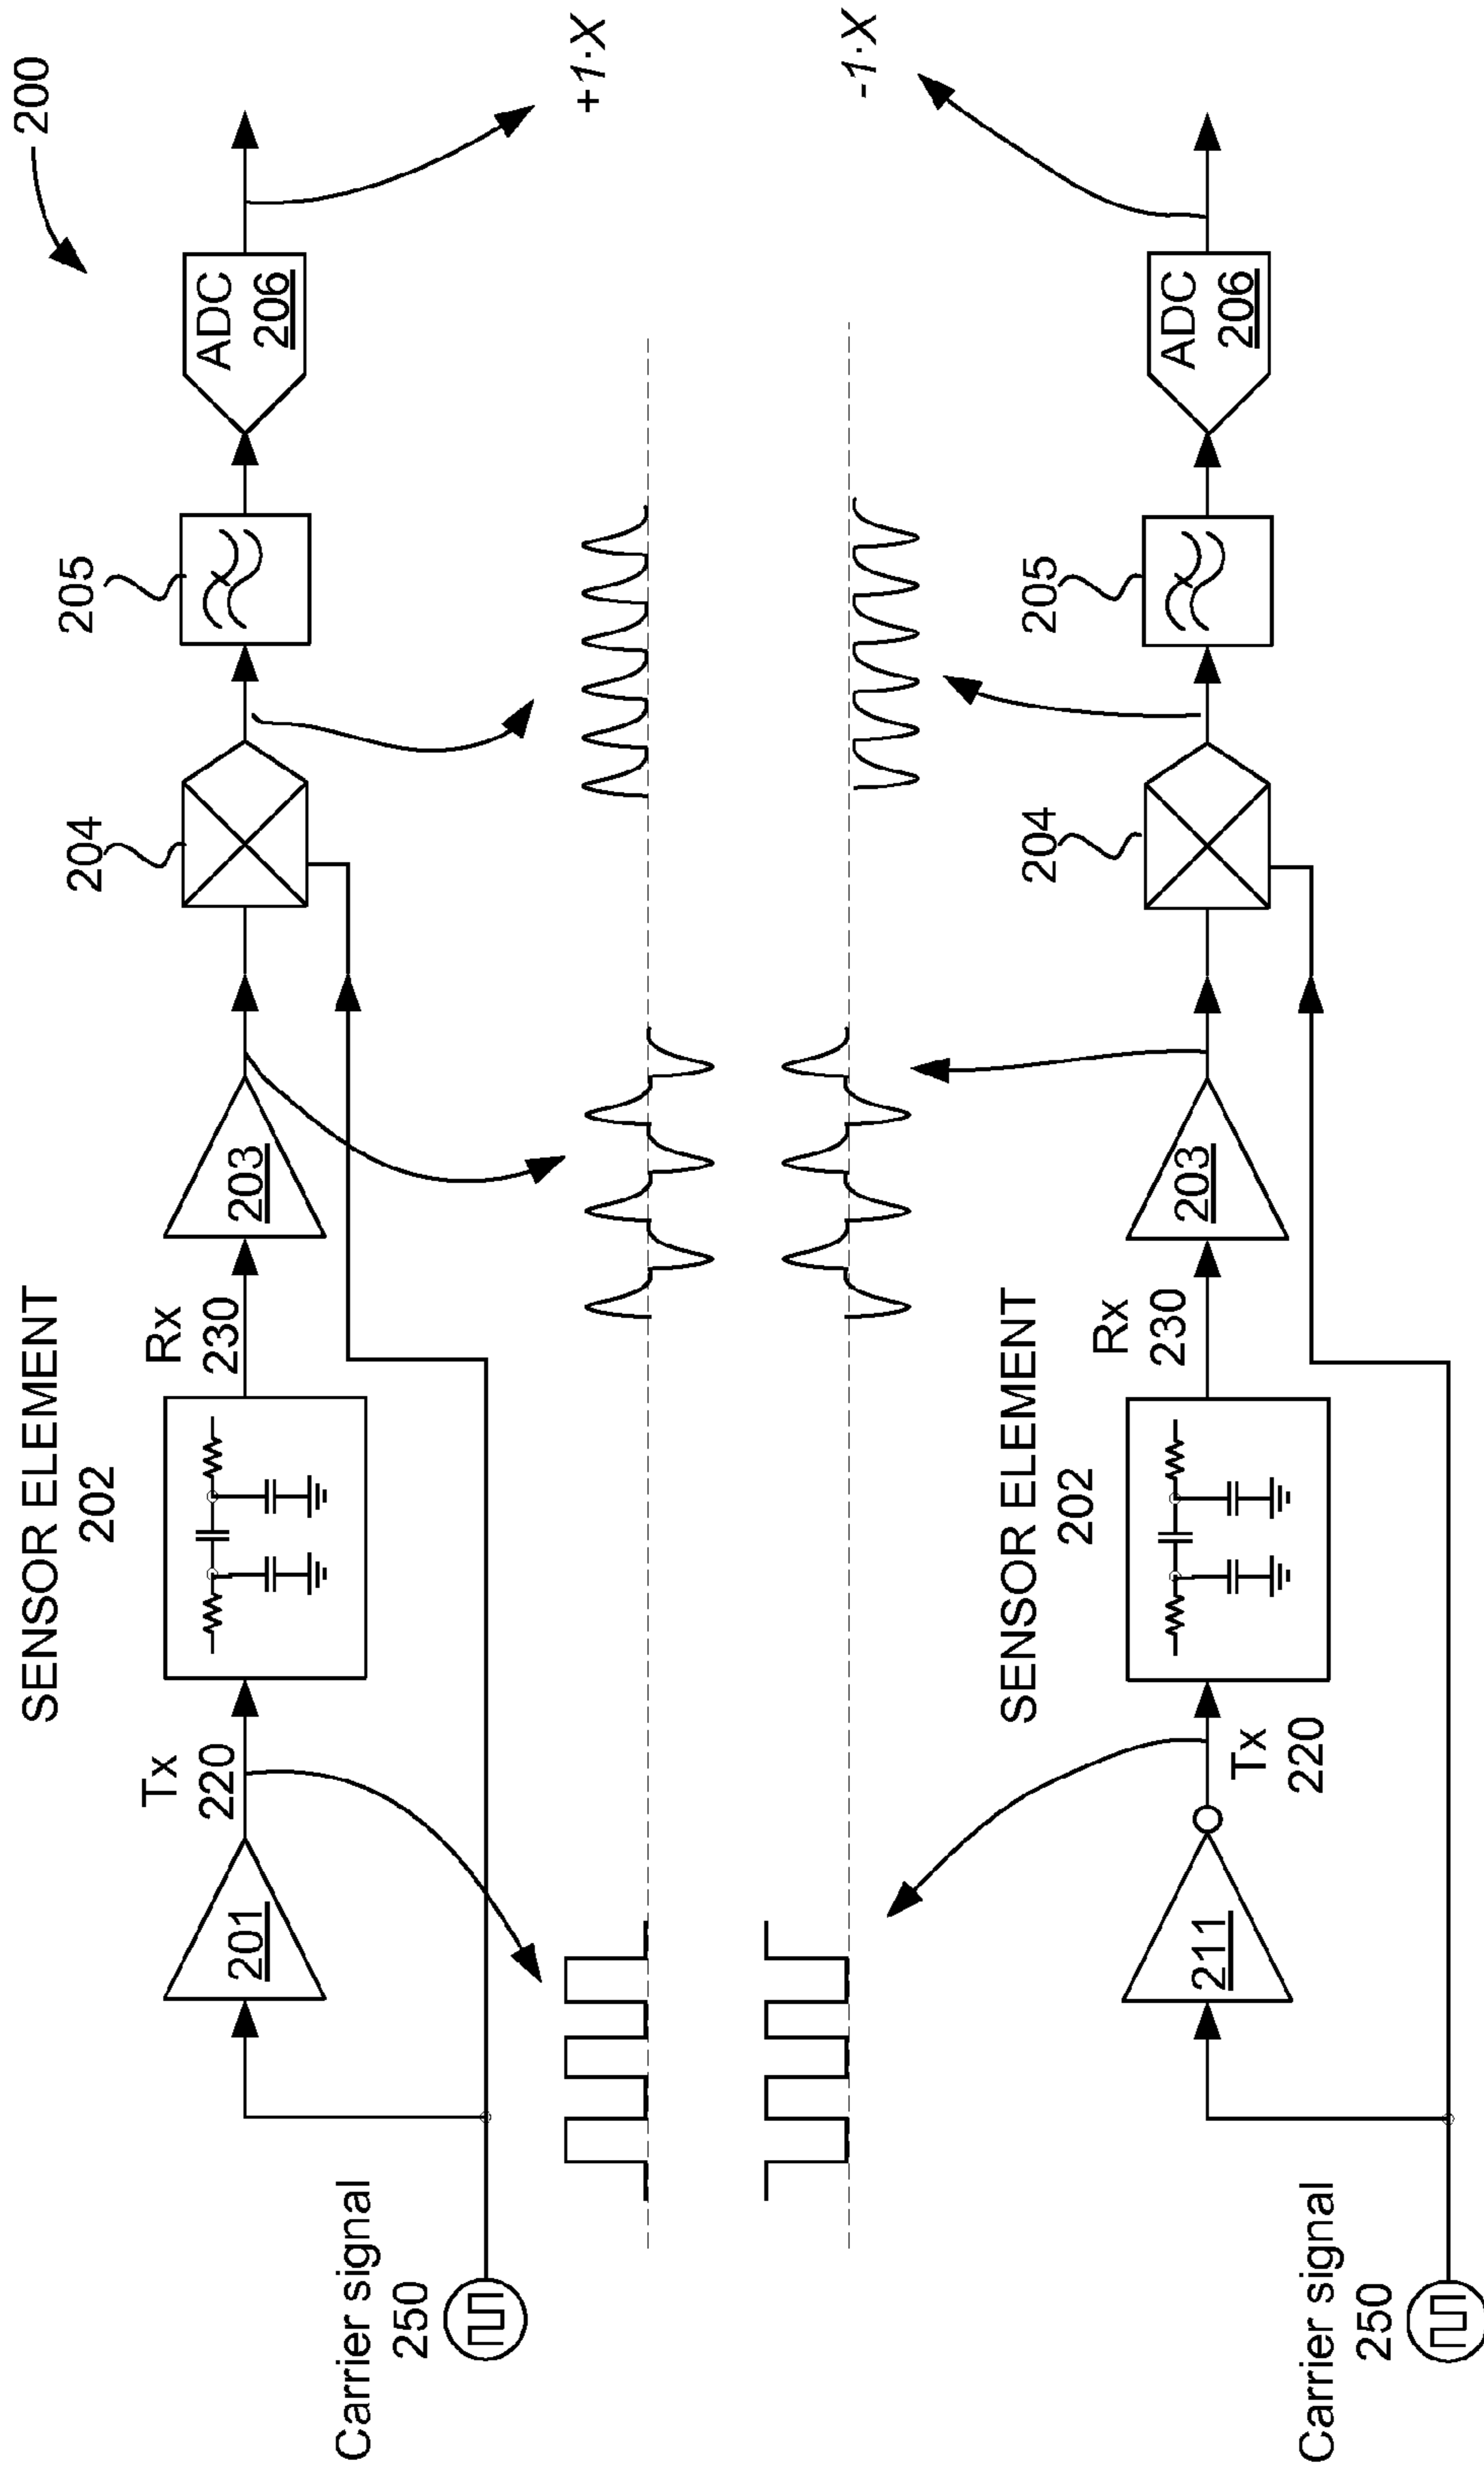 200
Carrier signal
250
201
Tx
220
SENSOR ELEMENT
202
Rx
230
203
204
205
ADC
206
+1·X
-1·X
Carrier signal
250
211
Tx
220
SENSOR ELEMENT
202
Rx
230
203
204
205
ADC
206